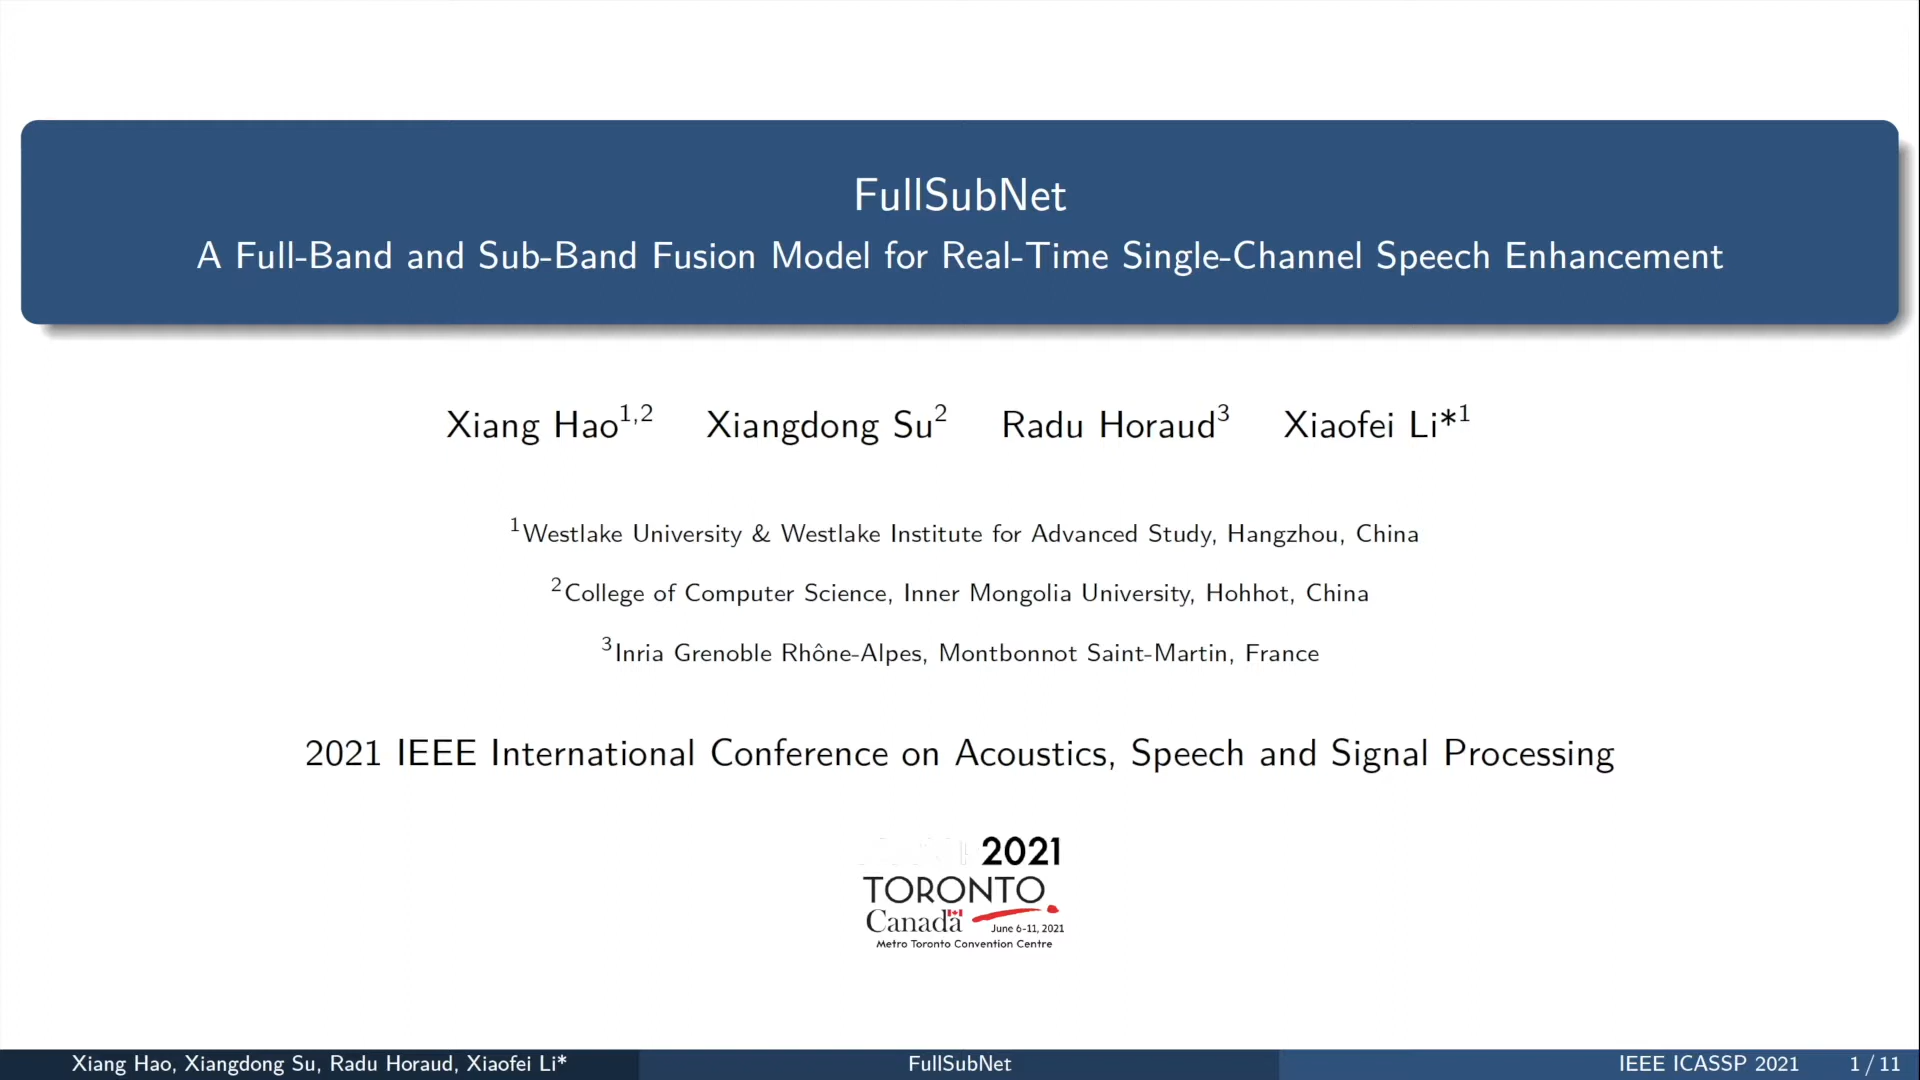 FullSubNet
A Full-Band and Sub-Band Fusion Model for Real-Time Single-Channel Speech Enhancement
Xiang Hao1,2 Xiangdong Su2 Radu Horaud3 Xiaofei Li*1
1Westlake University & Westlake Institute for Advanced Study, Hangzhou, China
2College of Computer Science, Inner Mongolia University, Hohhot, China
3Inria Grenoble Rhône-Alpes, Montbonnot Saint-Martin, France
2021 IEEE International Conference on Acoustics, Speech and Signal Processing
2021
TORONTO
Canada June 6-11, 2021
Metro Toronto Convention Centre
Xiang Hao, Xiangdong Su, Radu Horaud, Xiaofei Li* FullSubNet IEEE ICASSP 2021 1 / 11